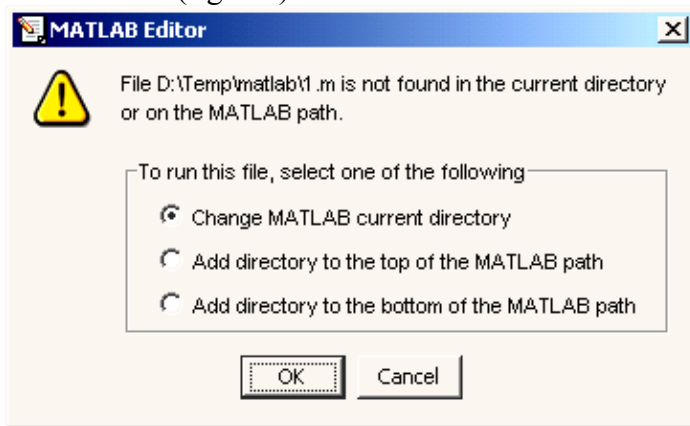 MATLAB Editor
File D:\Temp\matlab\1.m is not found in the current directory
or on the MATLAB path.
To run this file, select one of the following
Change MATLAB current directory
Add directory to the top of the MATLAB path
Add directory to the bottom of the MATLAB path
OK
Cancel